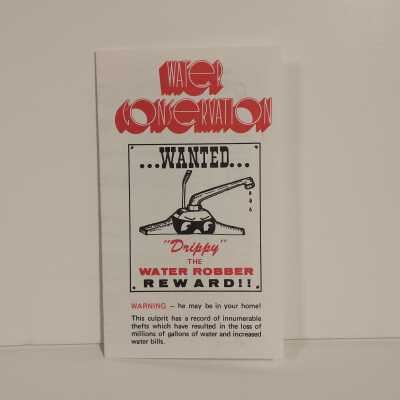 WATER
CONSERVATION
...WANTED...
"Drippy"
THE
WATER ROBBER
REWARD!!
WARNING – he may be in your home!
This culprit has a record of innumerable
thefts which have resulted in the loss of
millions of gallons of water and increased
water bills.